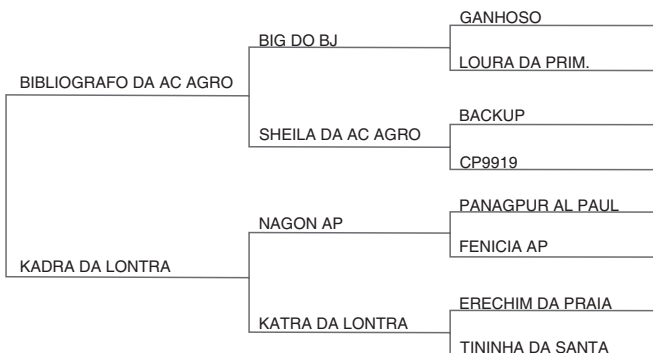 GANHOSO
BIG DO BJ
LOURA DA PRIM.
BIBLIOGRAFO DA AC AGRO
BACKUP
SHEILA DA AC AGRO
CP9919
PANAGPUR AL PAUL
NAGON AP
FENICIA AP
KADRA DA LONTRA
ERECHIM DA PRAIA
KATRA DA LONTRA
TININHA DA SANTA